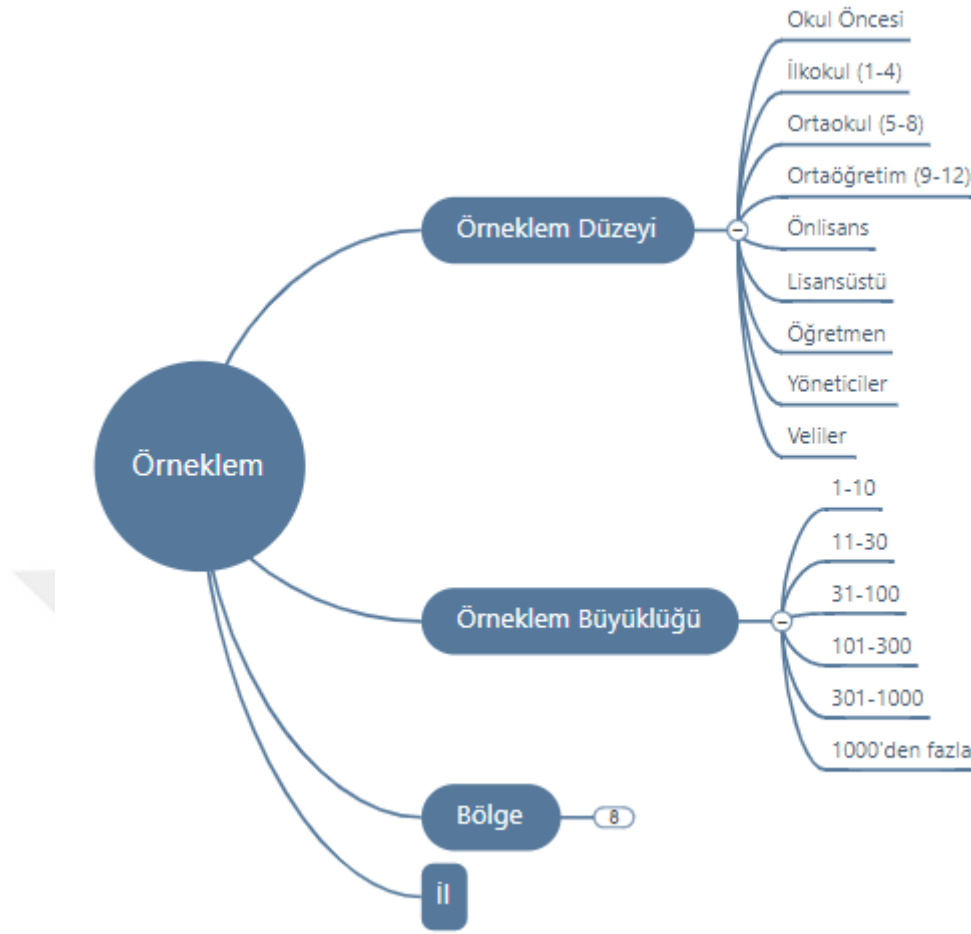 Örneklem
Örneklem Düzeyi
Okul Öncesi
İlkokul (1-4)
Ortaokul (5-8)
Ortaöğretim (9-12)
Önlisans
Lisansüstü
Öğretmen
Yöneticiler
Veliler
Örneklem Büyüklüğü
1-10
11-30
31-100
101-300
301-1000
1000'den fazla
Bölge
8
İl